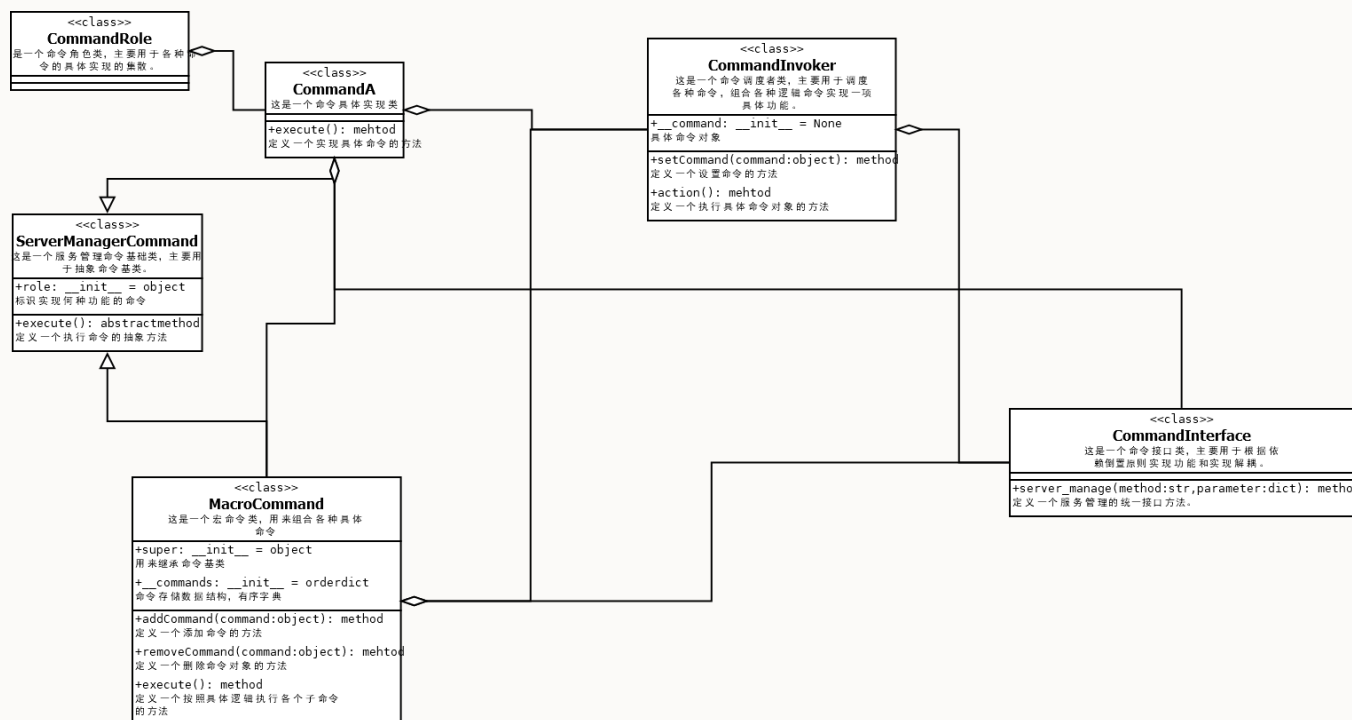 <<class>>
CommandRole
是一个命令角色类，主要用于各种命
令的具体实现的集散。
<<class>>
CommandA
这是一个命令具体实现类
+execute(): mehtod
定义一个实现具体命令的方法
<<class>>
CommandInvoker
这是一个命令调度者类，主要用于调度
各种命令，组合各种逻辑命令实现一项
具体功能。
+__command: __init__ = None
具体命令对象
+setCommand(command:object): method
定义一个设置命令的方法
+action(): mehtod
定义一个执行具体命令对象的方法
<<class>>
ServerManagerCommand
这是一个服务管理命令基础类，主要用
于抽象命令基类。
+role: __init__ = object
标识实现何种功能的命令
+execute(): abstractmethod
定义一个执行命令的抽象方法
<<class>>
CommandInterface
这是一个命令接口类，主要用于根据依
赖倒置原则实现功能和实现解耦。
+server_manage(method:str,parameter:dict): metho
定义一个服务管理的统一接口方法。
<<class>>
MacroCommand
这是一个宏命令类，用来组合各种具体
命令
+super: __init__ = object
用来继承命令基类
+__commands: __init__ = orderdict
命令存储数据结构，有序字典
+addCommand(command:object): method
定义一个添加命令的方法
+removeCommand(command:object): mehtod
定义一个删除命令对象的方法
+execute(): method
定义一个按照具体逻辑执行各个子命令
的方法